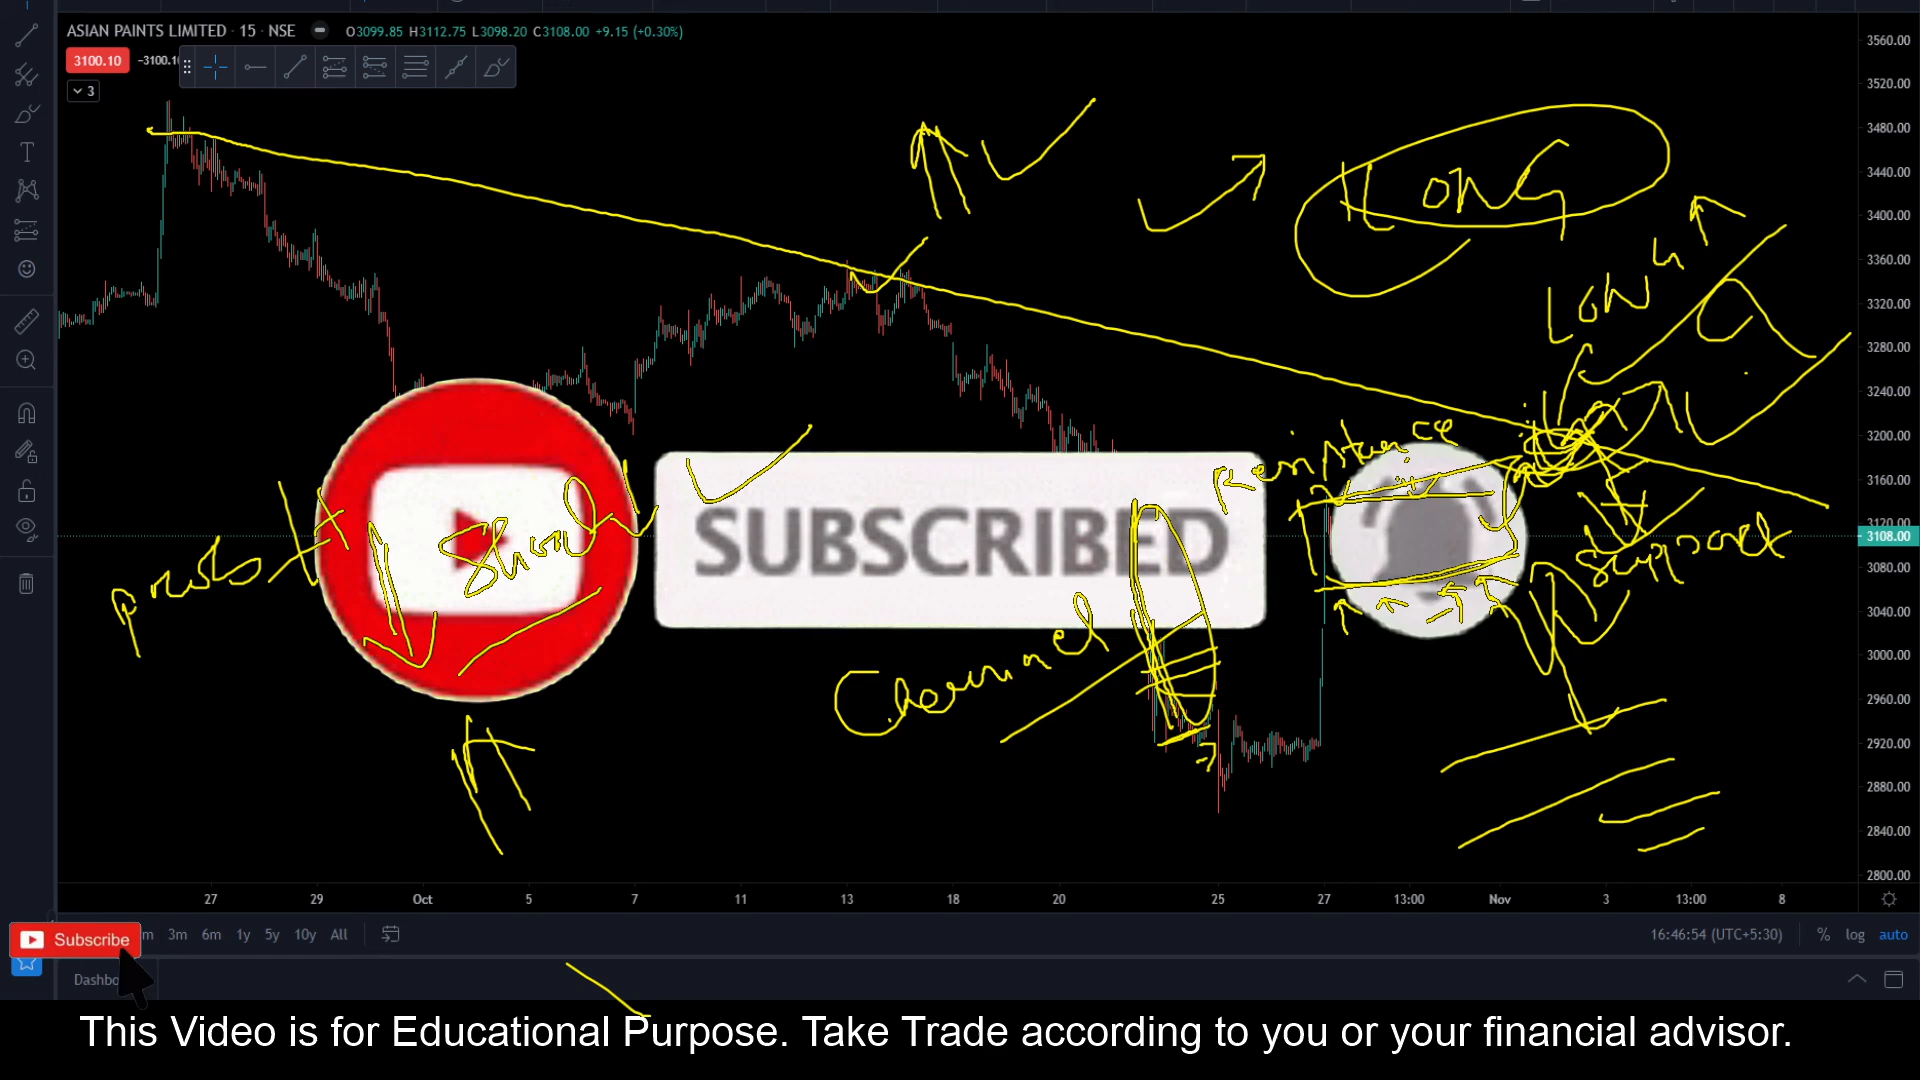 ASIAN PAINTS LIMITED · 15 · NSE O3099.85 H3112.75 L3098.20 C3108.00 +9.15 (+0.30%)
3100.10
3
3560.00
3520.00
3480.00
3440.00
3400.00
3360.00
3320.00
3280.00
3240.00
3200.00
3160.00
3120.00
3108.00
3080.00
3040.00
3000.00
2960.00
2920.00
2880.00
2840.00
2800.00
LONG
Resistance
SUBSCRIBED
Support
Channel
27 29 Oct 5 7 11 13 18 20 25 27 13:00 Nov 3 13:00 8
Subscribe
3m 6m 1y 5y 10y All
16:46:54 (UTC+5:30) % log auto
This Video is for Educational Purpose. Take Trade according to you or your financial advisor.